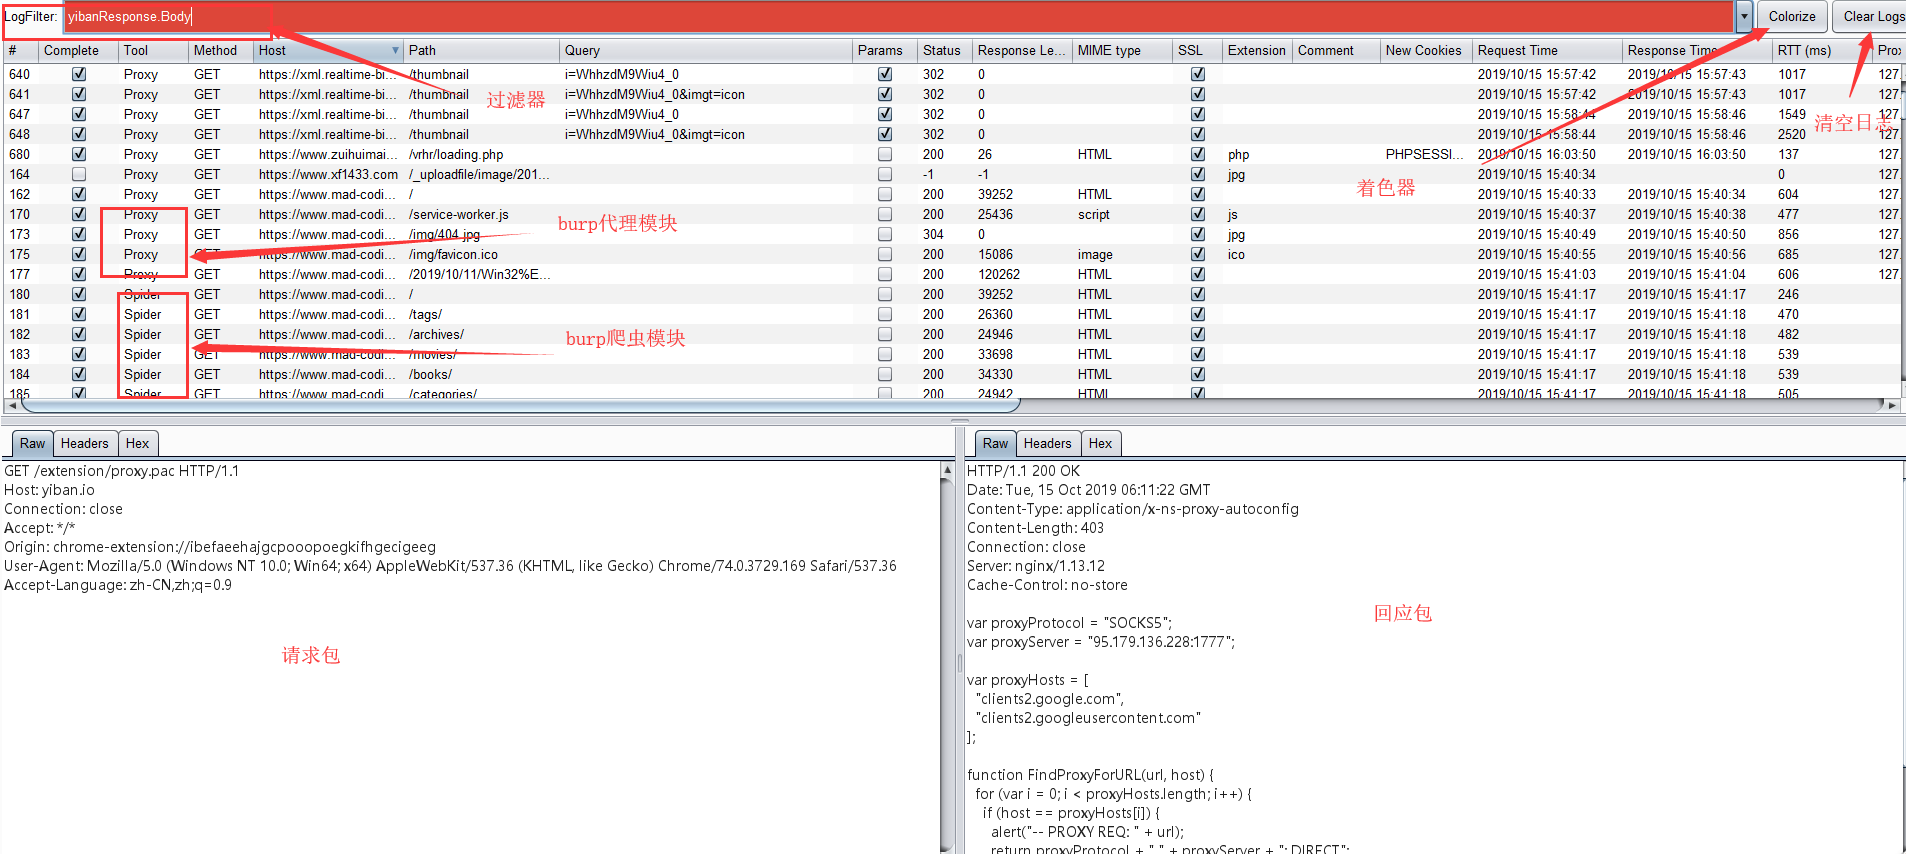 LogFilter: yibanResponse.Body Colorize Clear Logs
# Complete Tool Method Host Path Query Params Status Response Le... MIME type SSL Extension Comment New Cookies Request Time Response Time RTT (ms) Prox
640 Proxy GET https://xml.realtime-bi... /thumbnail i=WhhzdM9Wiu4_0 302 0 2019/10/15 15:57:42 2019/10/15 15:57:43 1017 127.
641 Proxy GET https://xml.realtime-bi... /thumbnail i=WhhzdM9Wiu4_0&imgt=icon 302 0 2019/10/15 15:57:42 2019/10/15 15:57:43 1017 127.
过滤器
647 Proxy GET https://xml.realtime-bi... /thumbnail i=WhhzdM9Wiu4_0 302 0 2019/10/15 15:58:44 2019/10/15 15:58:46 1549 127.
清空日志
648 Proxy GET https://xml.realtime-bi... /thumbnail i=WhhzdM9Wiu4_0&imgt=icon 302 0 2019/10/15 15:58:44 2019/10/15 15:58:46 2520 127.
680 Proxy GET https://www.zuihuimai... /vrhr/loading.php 200 26 HTML php PHPSESSI... 2019/10/15 16:03:50 2019/10/15 16:03:50 137 127.
164 Proxy GET https://www.xf1433.com /_uploadfile/image/201... -1 -1 jpg 2019/10/15 15:40:34 0 127.
着色器
162 Proxy GET https://www.mad-codi... / 200 39252 HTML 2019/10/15 15:40:33 2019/10/15 15:40:34 604 127.
170 Proxy GET https://www.mad-codi... /service-worker.js 200 25436 script js 2019/10/15 15:40:37 2019/10/15 15:40:38 477 127.
burp代理模块
173 Proxy GET https://www.mad-codi... /img/404.jpg 304 0 jpg 2019/10/15 15:40:49 2019/10/15 15:40:50 856 127.
175 Proxy GET https://www.mad-codi... /img/favicon.ico 200 15086 image ico 2019/10/15 15:40:55 2019/10/15 15:40:56 685 127.
177 Proxy GET https://www.mad-codi... /2019/10/11/Win32%E... 200 120262 HTML 2019/10/15 15:41:03 2019/10/15 15:41:04 606 127.
180 Spider GET https://www.mad-codi... / 200 39252 HTML 2019/10/15 15:41:17 2019/10/15 15:41:17 246
181 Spider GET https://www.mad-codi... /tags/ 200 26360 HTML 2019/10/15 15:41:17 2019/10/15 15:41:18 470
182 Spider GET https://www.mad-codi... /archives/ 200 24946 HTML 2019/10/15 15:41:17 2019/10/15 15:41:18 482
burp爬虫模块
183 Spider GET https://www.mad-codi... /movies/ 200 33698 HTML 2019/10/15 15:41:17 2019/10/15 15:41:18 539
184 Spider GET https://www.mad-codi... /books/ 200 34330 HTML 2019/10/15 15:41:17 2019/10/15 15:41:18 539
185 Spider GET https://www.mad-codi... /categories/ 200 24942 HTML 2019/10/15 15:41:17 2019/10/15 15:41:18 505
Raw Headers Hex
GET /extension/proxy.pac HTTP/1.1
Host: yiban.io
Connection: close
Accept: */*
Origin: chrome-extension://ibefaeehajgcpooopoegkifhgecigeeg
User-Agent: Mozilla/5.0 (Windows NT 10.0; Win64; x64) AppleWebKit/537.36 (KHTML, like Gecko) Chrome/74.0.3729.169 Safari/537.36
Accept-Language: zh-CN,zh;q=0.9
请求包
Raw Headers Hex
HTTP/1.1 200 OK
Date: Tue, 15 Oct 2019 06:11:22 GMT
Content-Type: application/x-ns-proxy-autoconfig
Content-Length: 403
Connection: close
Server: nginx/1.13.12
Cache-Control: no-store
回应包
var proxyProtocol = "SOCKS5";
var proxyServer = "95.179.136.228:1777";
var proxyHosts = [
"clients2.google.com",
"clients2.googleusercontent.com"
];
function FindProxyForURL(url, host) {
for (var i = 0; i < proxyHosts.length; i++) {
if (host == proxyHosts[i]) {
alert("-- PROXY REQ: " + url);
return proxyProtocol + " " + proxyServer + "; DIRECT";